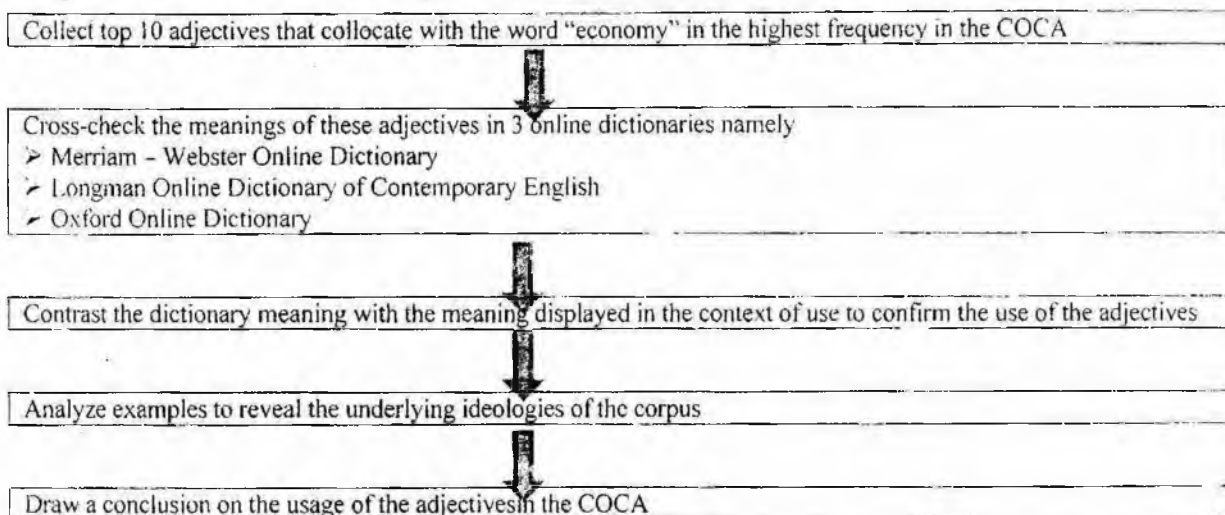 Collect top 10 adjectives that collocate with the word “economy” in the highest frequency in the COCA
Cross-check the meanings of these adjectives in 3 online dictionaries namely
➢ Merriam – Webster Online Dictionary
➢ Longman Online Dictionary of Contemporary English
➢ Oxford Online Dictionary
Contrast the dictionary meaning with the meaning displayed in the context of use to confirm the use of the adjectives
Analyze examples to reveal the underlying ideologies of the corpus
Draw a conclusion on the usage of the adjectivesin the COCA